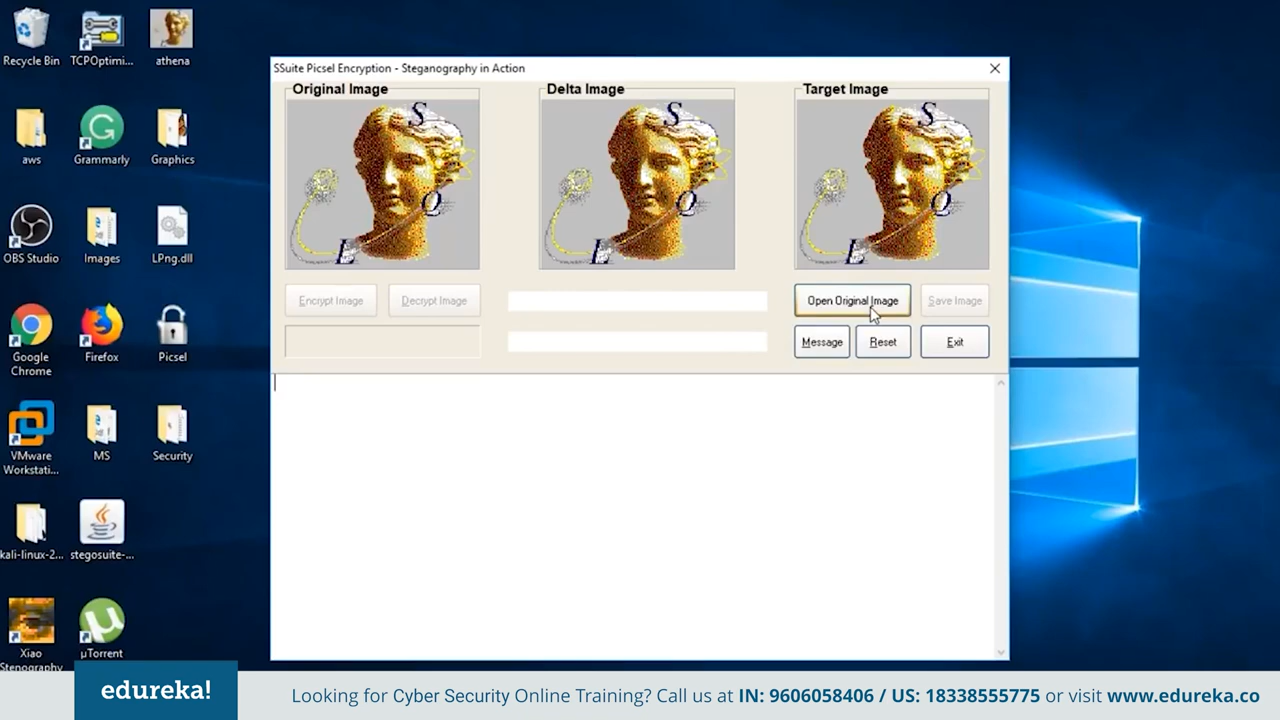 Recycle Bin
TCPOptimi...
athena
aws
Grammarly
Graphics
OBS Studio
Images
LPng.dll
Google
Chrome
Firefox
Picsel
VMware
Workstati...
MS
Security
kali-linux-2...
stegosuite-...
Xiao
Stenography
µTorrent
SSuite Picsel Encryption - Steganography in Action
Original Image
Delta Image
Target Image
S
Q
E
S
Q
E
S
Q
E
Encrypt Image
Decrypt Image
Open Original Image
Save Image
Message
Reset
Exit
edureka!
Looking for Cyber Security Online Training? Call us at IN: 9606058406 / US: 18338555775 or visit www.edureka.co